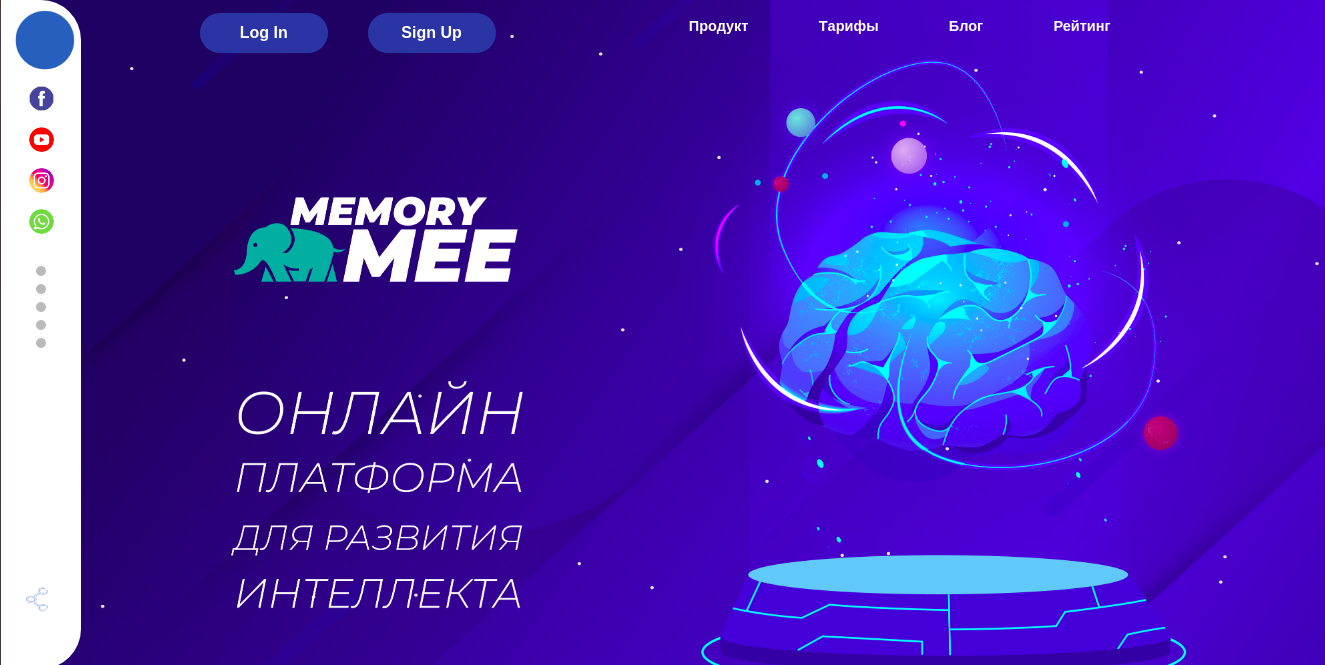 Log In
Sign Up
Продукт
Тарифы
Блог
Рейтинг
MEMORY
MEE
ОНЛАЙН
ПЛАТФОРМА
ДЛЯ РАЗВИТИЯ
ИНТЕЛЛЕКТА